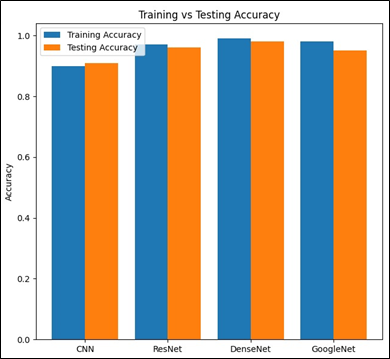 Training vs Testing Accuracy
Training Accuracy
Testing Accuracy
Accuracy
1.0
0.8
0.6
0.4
0.2
0.0
CNN ResNet DenseNet GoogleNet